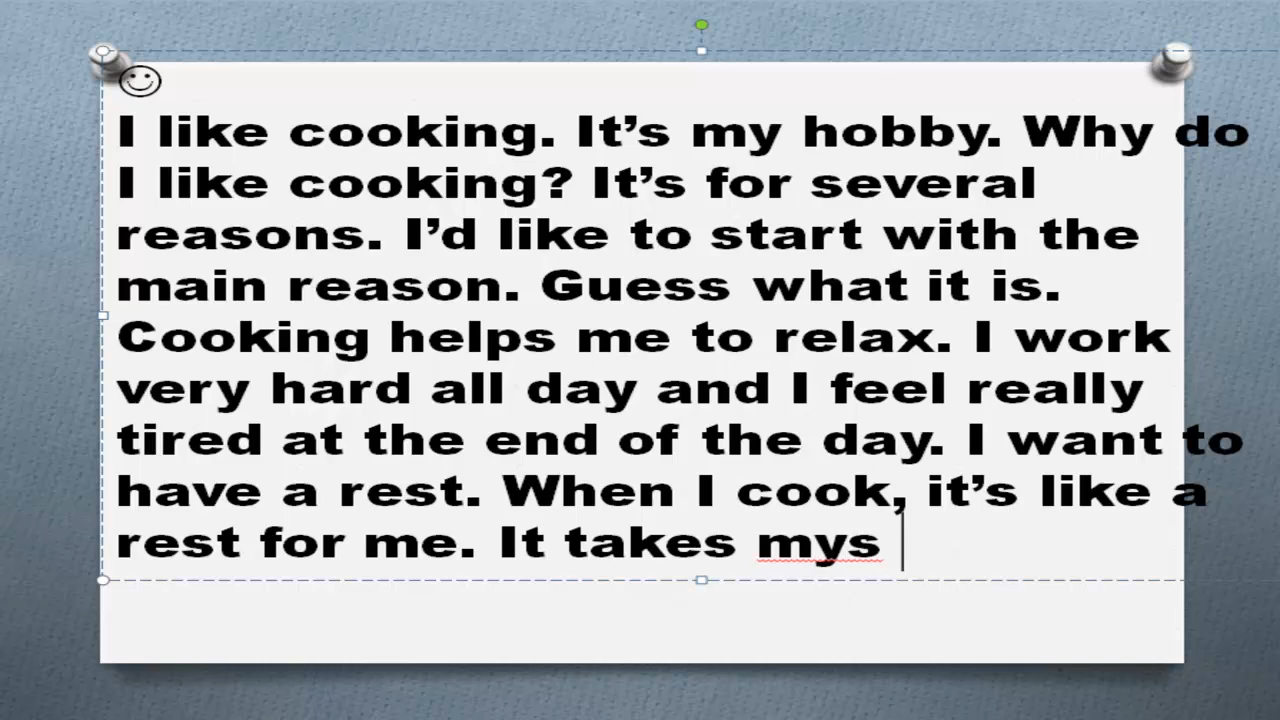 I like cooking. It’s my hobby. Why do
I like cooking? It’s for several
reasons. I’d like to start with the
main reason. Guess what it is.
Cooking helps me to relax. I work
very hard all day and I feel really
tired at the end of the day. I want to
have a rest. When I cook, it’s like a
rest for me. It takes mys